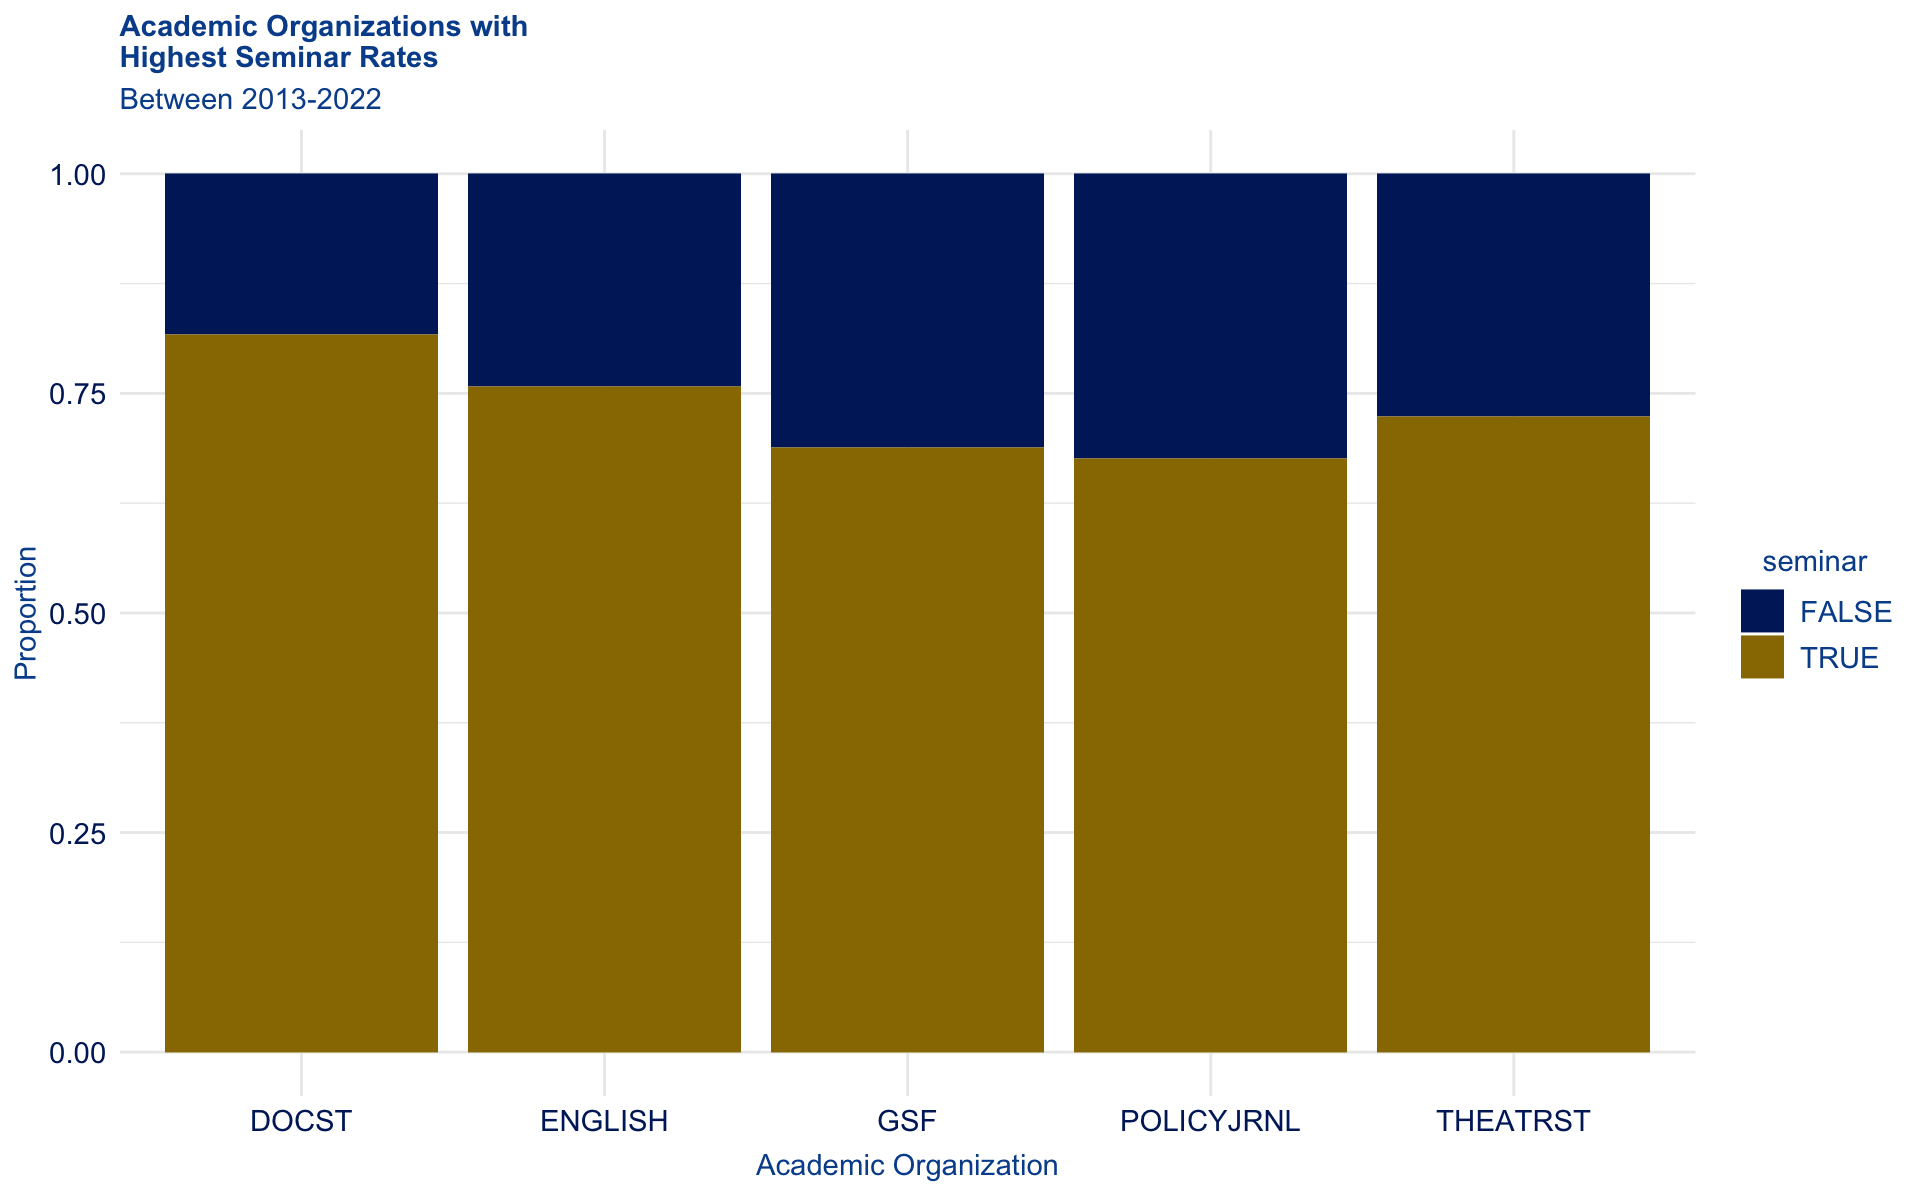 Academic Organizations with
Highest Seminar Rates
Between 2013-2022
1.00
0.75
0.50
0.25
0.00
Proportion
DOCST ENGLISH GSF POLICYJRNL THEATRST
Academic Organization
seminar
FALSE
TRUE